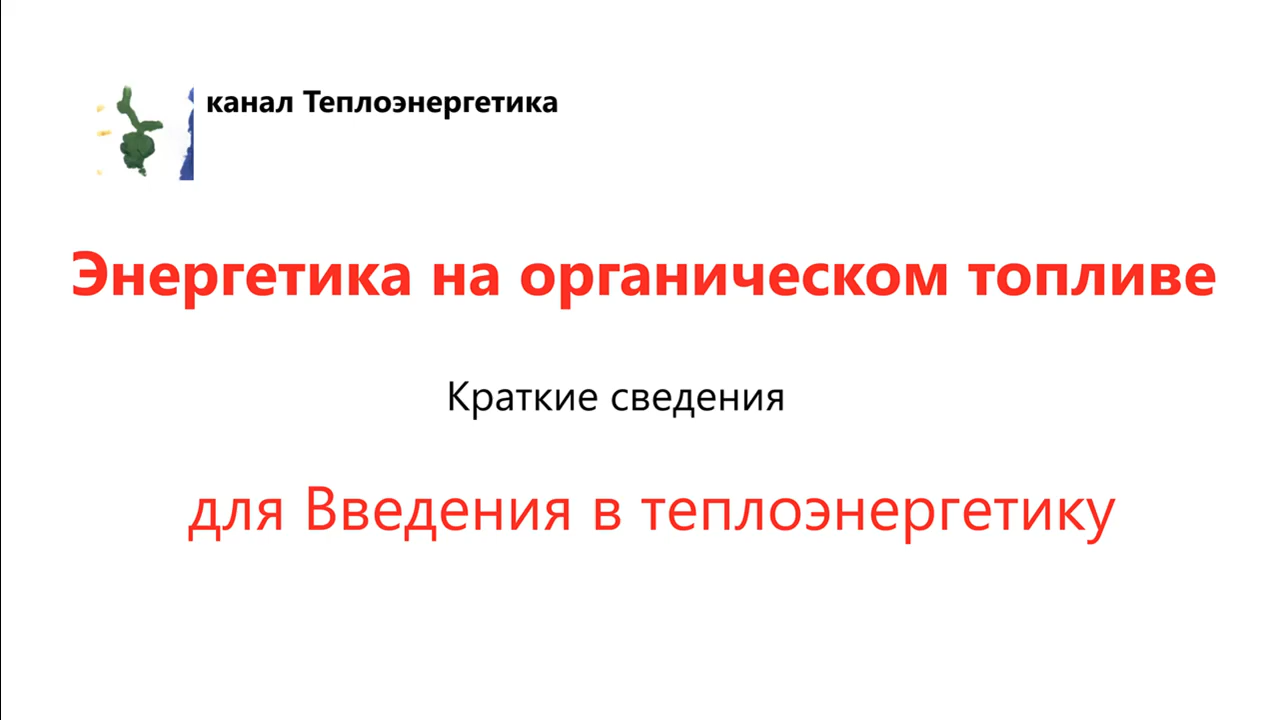 канал Теплоэнергетика
Энергетика на органическом топливе
Краткие сведения
для Введения в теплоэнергетику